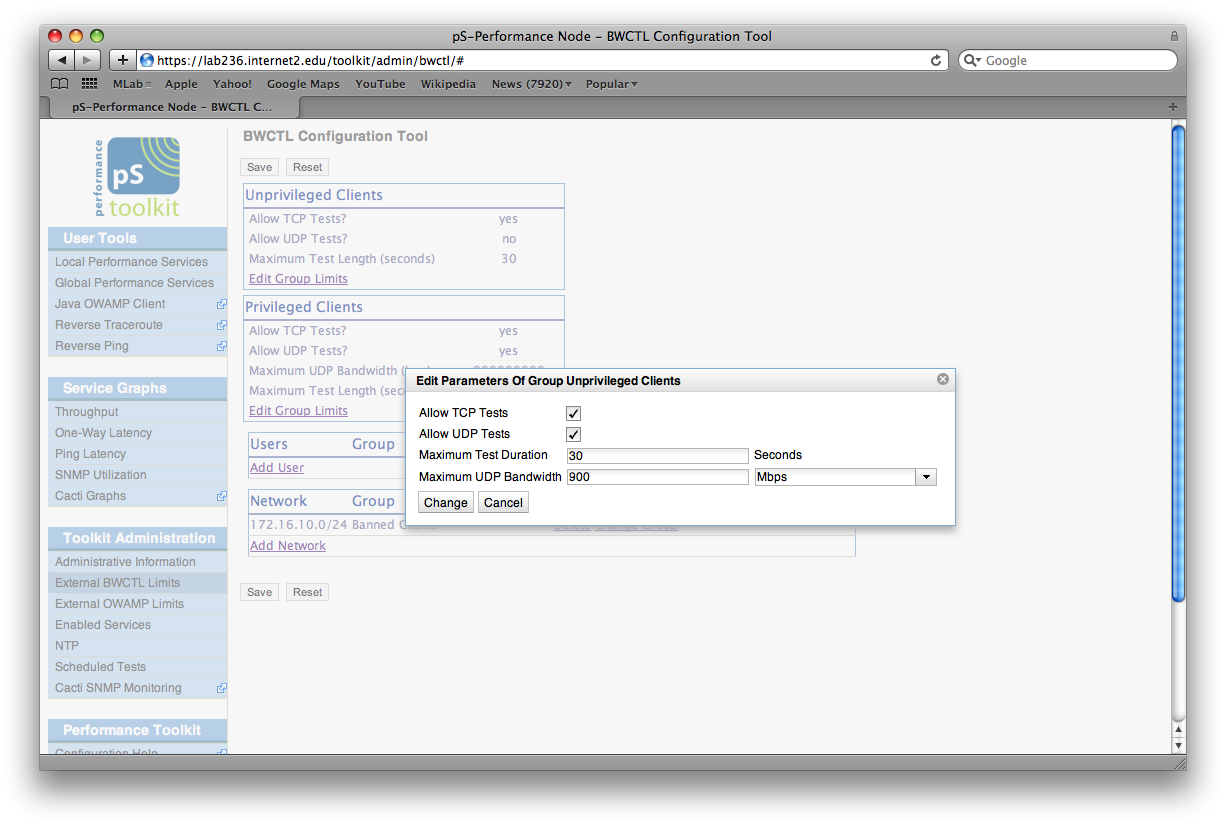 pS-Performance Node – BWCTL Configuration Tool
https://lab236.internet2.edu/toolkit/admin/bwctl/#
Google
MLab Apple Yahoo! Google Maps YouTube Wikipedia News (7920) Popular
pS-Performance Node – BWCTL C...
performance
pS
toolkit
User Tools
Local Performance Services
Global Performance Services
Java OWAMP Client
Reverse Traceroute
Reverse Ping
Service Graphs
Throughput
One-Way Latency
Ping Latency
SNMP Utilization
Cacti Graphs
Toolkit Administration
Administrative Information
External BWCTL Limits
External OWAMP Limits
Enabled Services
NTP
Scheduled Tests
Cacti SNMP Monitoring
Performance Toolkit
Configuration Help
BWCTL Configuration Tool
Save Reset
Unprivileged Clients
Allow TCP Tests? yes
Allow UDP Tests? no
Maximum Test Length (seconds) 30
Edit Group Limits
Privileged Clients
Allow TCP Tests? yes
Allow UDP Tests? yes
Maximum UDP Bandwidth
Maximum Test Length
Edit Group Limits
Users Group
Add User
Network Group
172.16.10.0/24 Banned Clients Delete Change Group
Add Network
Save Reset
Edit Parameters Of Group Unprivileged Clients
Allow TCP Tests
Allow UDP Tests
Maximum Test Duration 30 Seconds
Maximum UDP Bandwidth 900 Mbps
Change Cancel